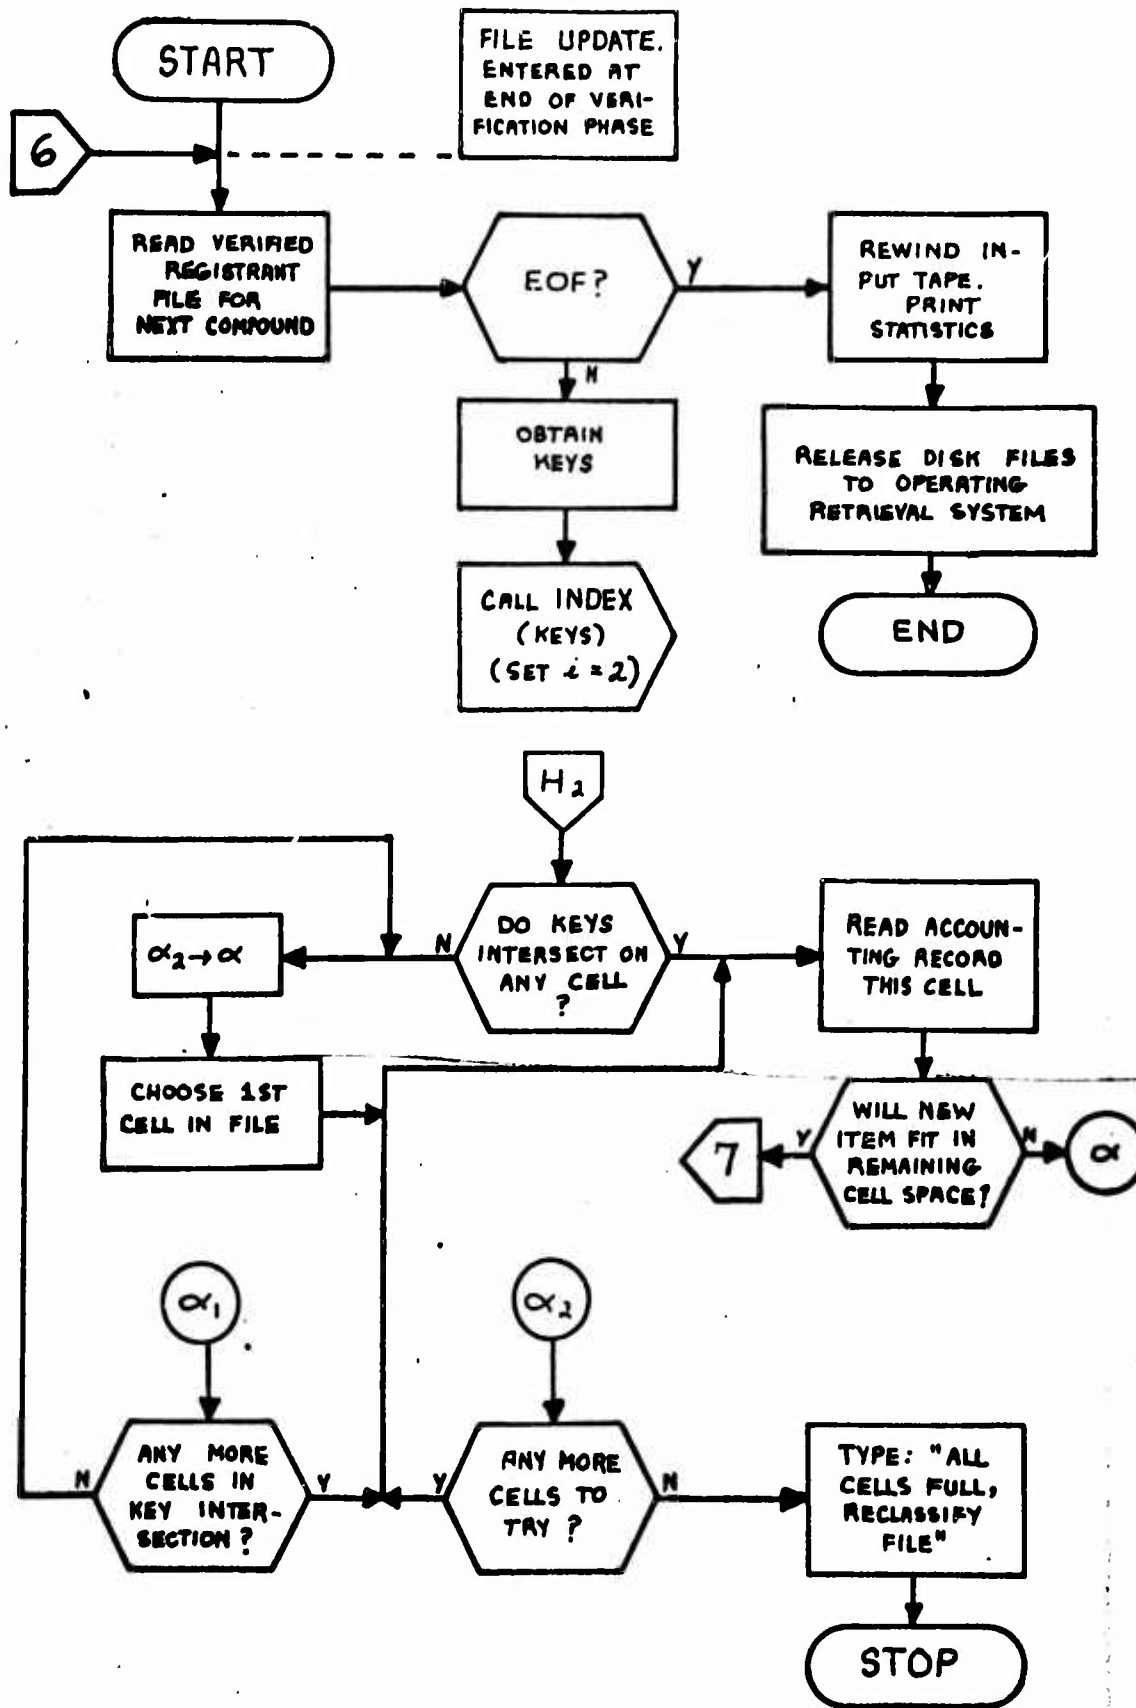 START
FILE UPDATE.
ENTERED AT
END OF VERI-
FICATION PHASE
6
READ VERIFIED
REGISTRANT
FILE FOR
NEXT COMPOUND
EOF?
Y
N
REWIND IN-
PUT TAPE.
PRINT
STATISTICS
OBTAIN
KEYS
RELEASE DISK FILES
TO OPERATING
RETRIEVAL SYSTEM
CALL INDEX
(KEYS)
(SET i = 2)
END
H2
DO KEYS
INTERSECT ON
ANY CELL
?
N
Y
α2 → α
READ ACCOUN-
TING RECORD
THIS CELL
CHOOSE 1ST
CELL IN FILE
WILL NEW
ITEM FIT IN
REMAINING
CELL SPACE?
Y
N
7
α
α1
α2
ANY MORE
CELLS IN
KEY INTER-
SECTION?
N
Y
ANY MORE
CELLS TO
TRY ?
Y
N
TYPE: "ALL
CELLS FULL,
RECLASSIFY
FILE"
STOP